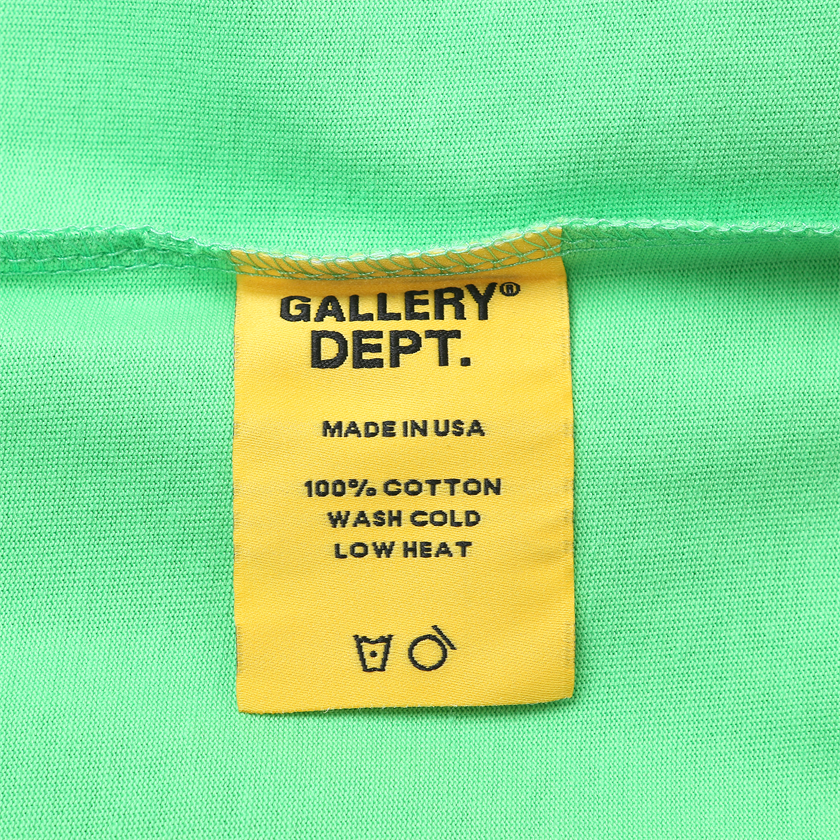 GALLERY®
DEPT.
MADE IN USA
100% COTTON
WASH COLD
LOW HEAT